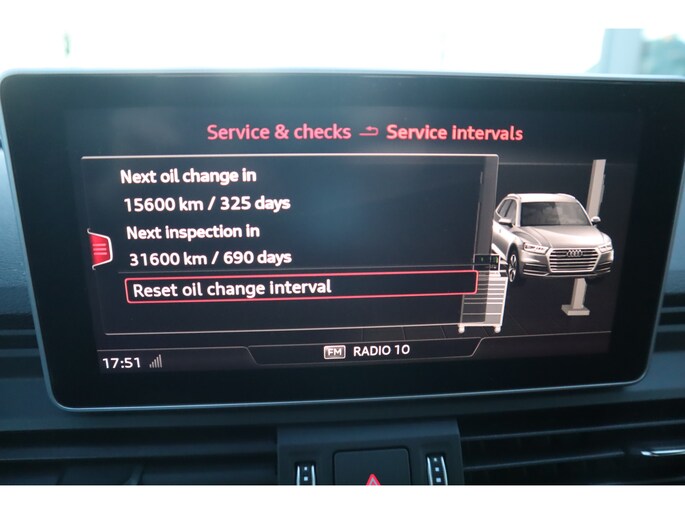 Service & checks Service intervals
Next oil change in
15600 km / 325 days
Next inspection in
31600 km / 690 days
Reset oil change interval
17:51 FM RADIO 10